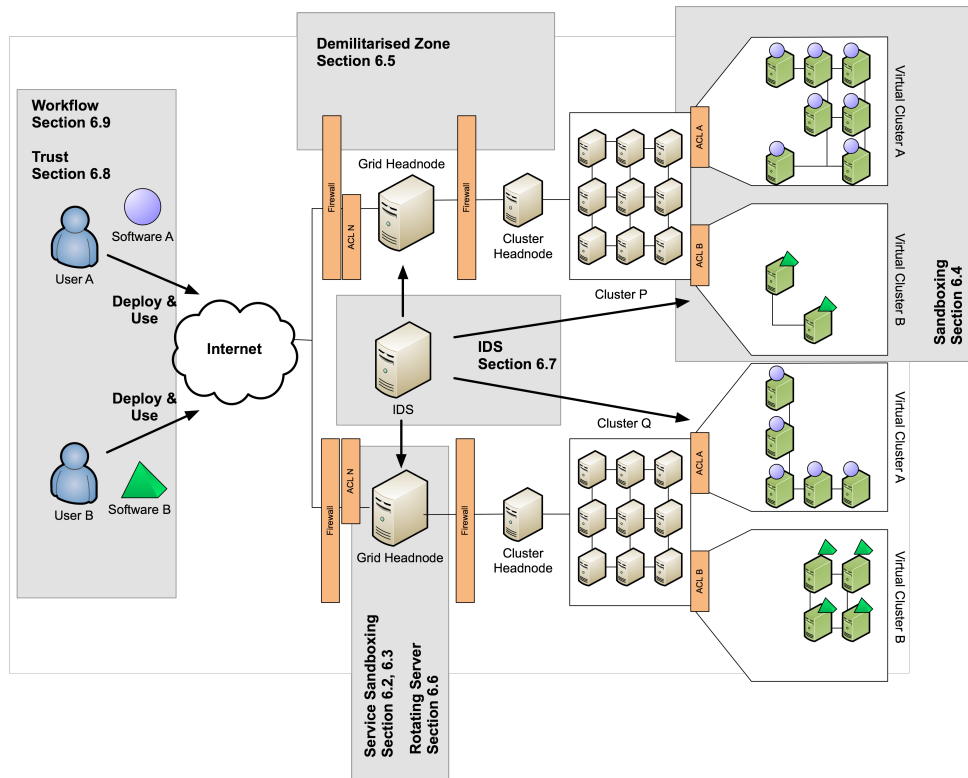 Demilitarised Zone
Section 6.5
Workflow
Section 6.9
Trust
Section 6.8
Software A
User A
Deploy &
Use
Internet
Deploy &
Use
User B
Software B
Firewall
ACL N
Grid Headnode
Firewall
Cluster
Headnode
Cluster P
ACL A
ACL B
Virtual Cluster A
Virtual Cluster B
Sandboxing
Section 6.4
IDS
Section 6.7
IDS
Cluster Q
Firewall
ACL N
Grid Headnode
Firewall
Cluster
Headnode
ACL A
ACL B
Virtual Cluster A
Virtual Cluster B
Service Sandboxing
Section 6.2, 6.3
Rotating Server
Section 6.6